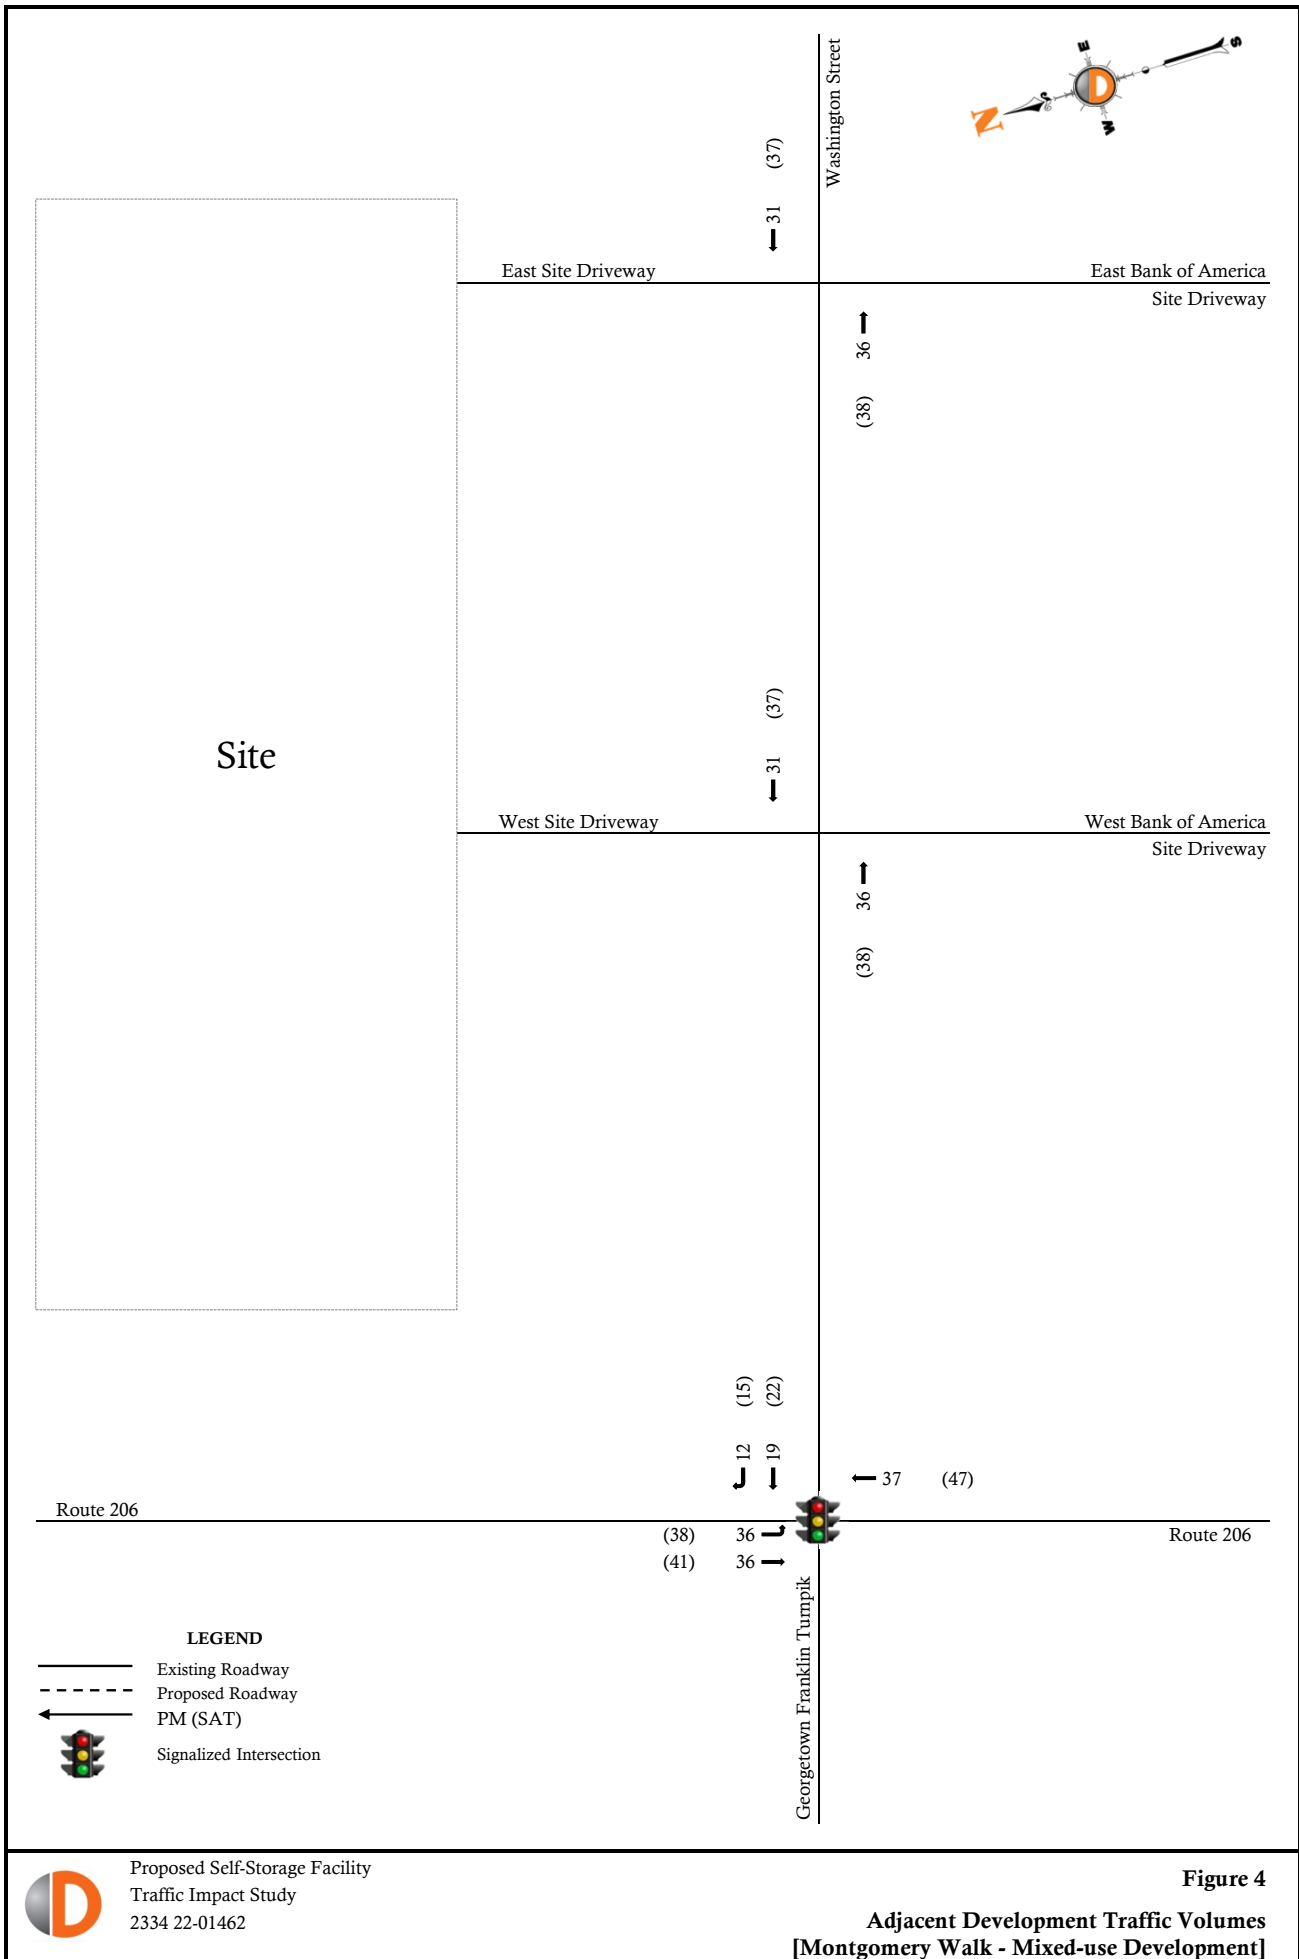 Washington Street
N
E
W
S
D
(37)
31
East Site Driveway
East Bank of America
Site Driveway
36
(38)
Site
(37)
31
West Site Driveway
West Bank of America
Site Driveway
36
(38)
(15) (22)
12 19
37 (47)
Route 206
(38) 36
(41) 36
Route 206
Georgetown Franklin Turnpik
LEGEND
Existing Roadway
Proposed Roadway
PM (SAT)
Signalized Intersection
Proposed Self-Storage Facility
Traffic Impact Study
2334 22-01462
Figure 4
Adjacent Development Traffic Volumes
[Montgomery Walk - Mixed-use Development]